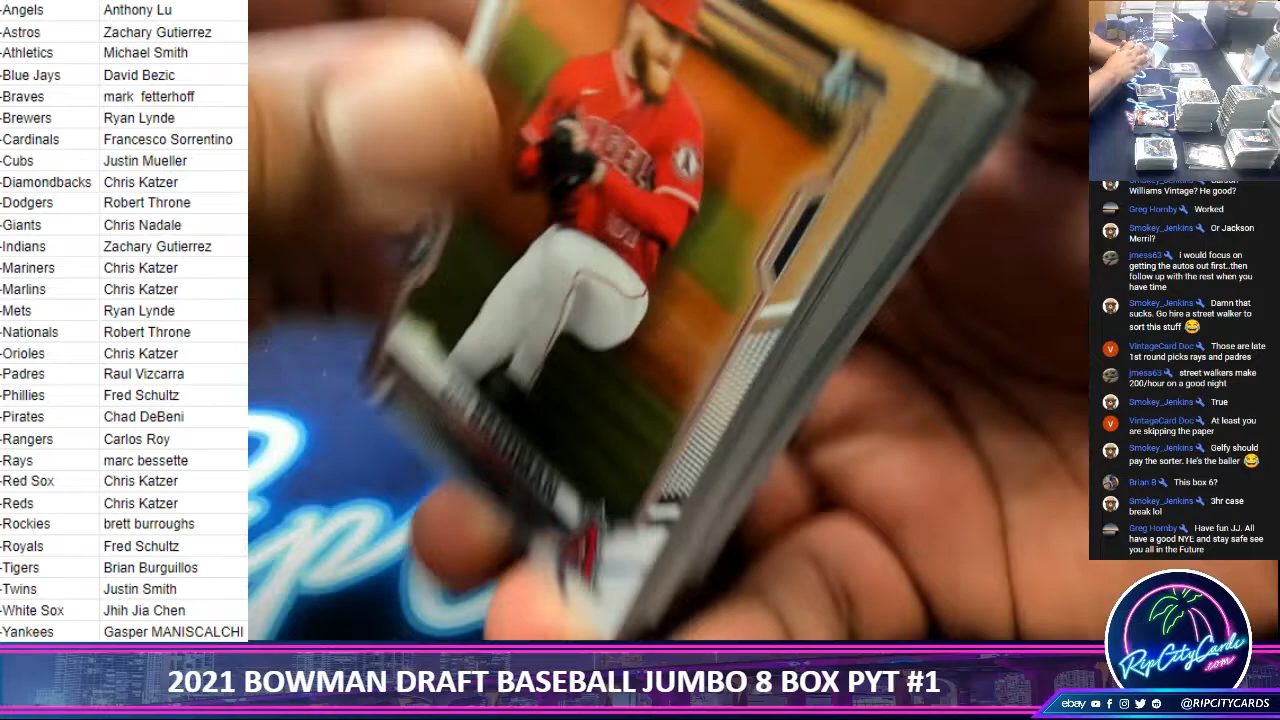 -Angels Anthony Lu
-Astros Zachary Gutierrez
-Athletics Michael Smith
-Blue Jays David Bezic
-Braves mark fetterhoff
-Brewers Ryan Lynde
-Cardinals Francesco Sorrentino
-Cubs Justin Mueller
-Diamondbacks Chris Katzer
-Dodgers Robert Throne
-Giants Chris Nadale
-Indians Zachary Gutierrez
-Mariners Chris Katzer
-Marlins Chris Katzer
-Mets Ryan Lynde
-Nationals Robert Throne
-Orioles Chris Katzer
-Padres Raul Vizcarra
-Phillies Fred Schultz
-Pirates Chad DeBeni
-Rangers Carlos Roy
-Rays marc bessette
-Red Sox Chris Katzer
-Reds Chris Katzer
-Rockies brett burroughs
-Royals Fred Schultz
-Tigers Brian Burguillos
-Twins Justin Smith
-White Sox Jhih Jia Chen
-Yankees Gasper MANISCALCHI
Smokey_Jenkins Carson
Williams Vintage? He good?
Greg Hornby Worked
Smokey_Jenkins Or Jackson
Merril?
jmess63 i would focus on
getting the autos out first..then
follow up with the rest when you
have time
Smokey_Jenkins Damn that
sucks. Go hire a street walker to
sort this stuff 😂
VintageCard Doc Those are late
1st round picks rays and padres
jmess63 street walkers make
200/hour on a good night
Smokey_Jenkins True
VintageCard Doc At least you
are skipping the paper
Smokey_Jenkins Gelfy should
pay the sorter. He's the baller 😂
Brian B This box 6?
Smokey_Jenkins 3hr case
break lol
Greg Hornby Have fun JJ. All
have a good NYE and stay safe see
you all in the Future
RipCityCards
.com
2021 BOWMAN DRAFT BASEBALL JUMBO 8 BOX PYT #1
ebay @RIPCITYCARDS